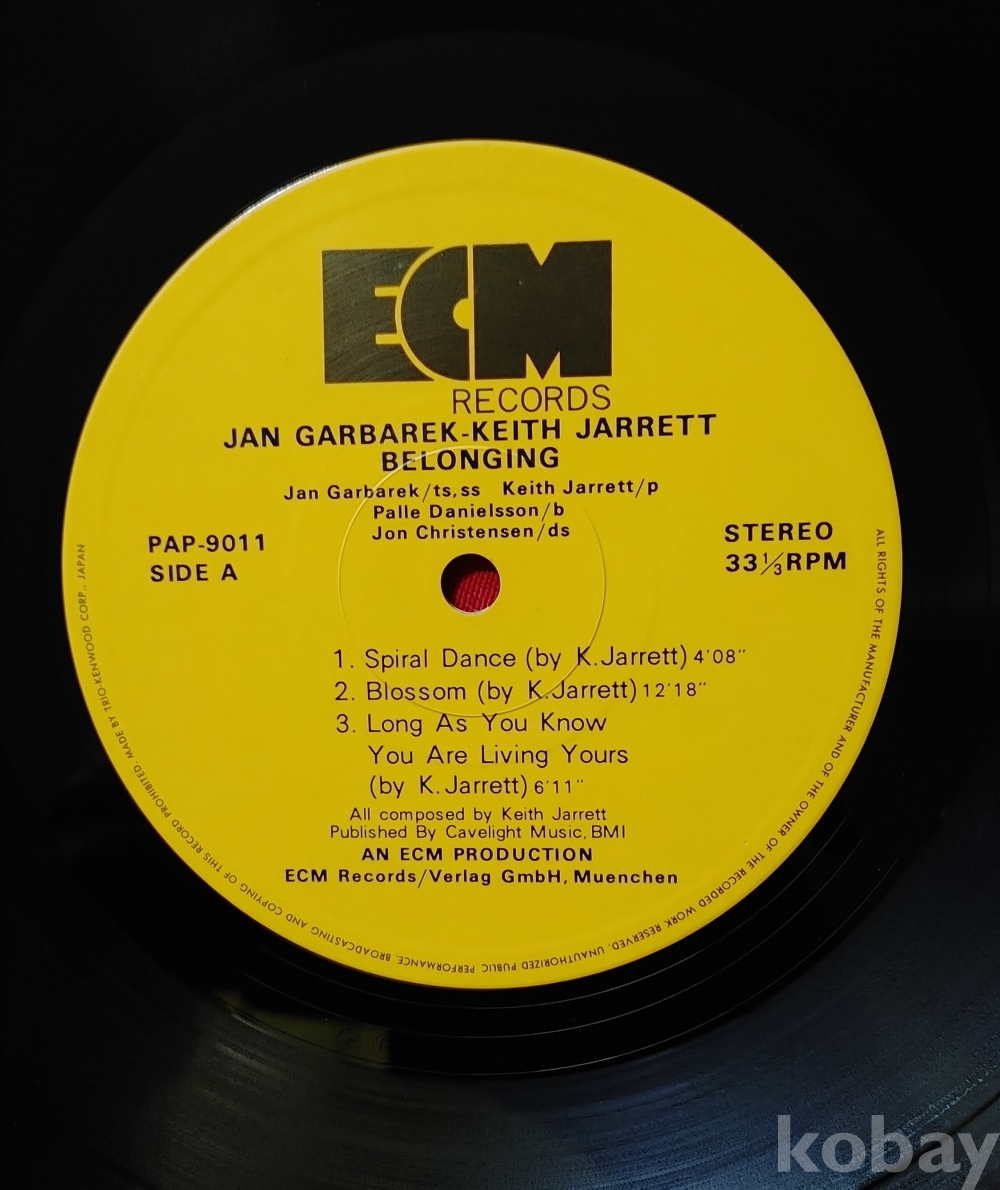 ECM
RECORDS
JAN GARBAREK-KEITH JARRETT
BELONGING
Jan Garbarek/ts,ss Keith Jarrett/p
Palle Danielsson/b
Jon Christensen/ds
PAP-9011
SIDE A
STEREO
33⅓RPM
1. Spiral Dance (by K.Jarrett) 4'08"
2. Blossom (by K.Jarrett) 12'18"
3. Long As You Know
You Are Living Yours
(by K.Jarrett) 6'11"
All composed by Keith Jarrett
Published By Cavelight Music, BMI
AN ECM PRODUCTION
ECM Records/Verlag GmbH, Muenchen
ALL RIGHTS OF THE MANUFACTURER AND OF THE OWNER OF THE RECORDED WORK RESERVED. UNAUTHORIZED PUBLIC PERFORMANCE, BROADCASTING AND COPYING OF THIS RECORD PROHIBITED. MADE BY TRIO-KENWOOD CORP., JAPAN
kobay